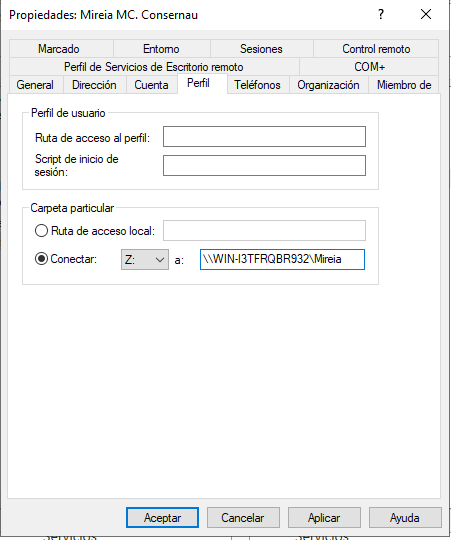 Propiedades: Mireia MC. Consernau
?
Marcado Entorno Sesiones Control remoto
Perfil de Servicios de Escritorio remoto COM+
General Dirección Cuenta Perfil Teléfonos Organización Miembro de
Perfil de usuario
Ruta de acceso al perfil:
Script de inicio de
sesión:
Carpeta particular
Ruta de acceso local:
Conectar: Z: a: \\WIN-I3TFRQBR932\Mireia
Aceptar Cancelar Aplicar Ayuda
Servicios Servicios